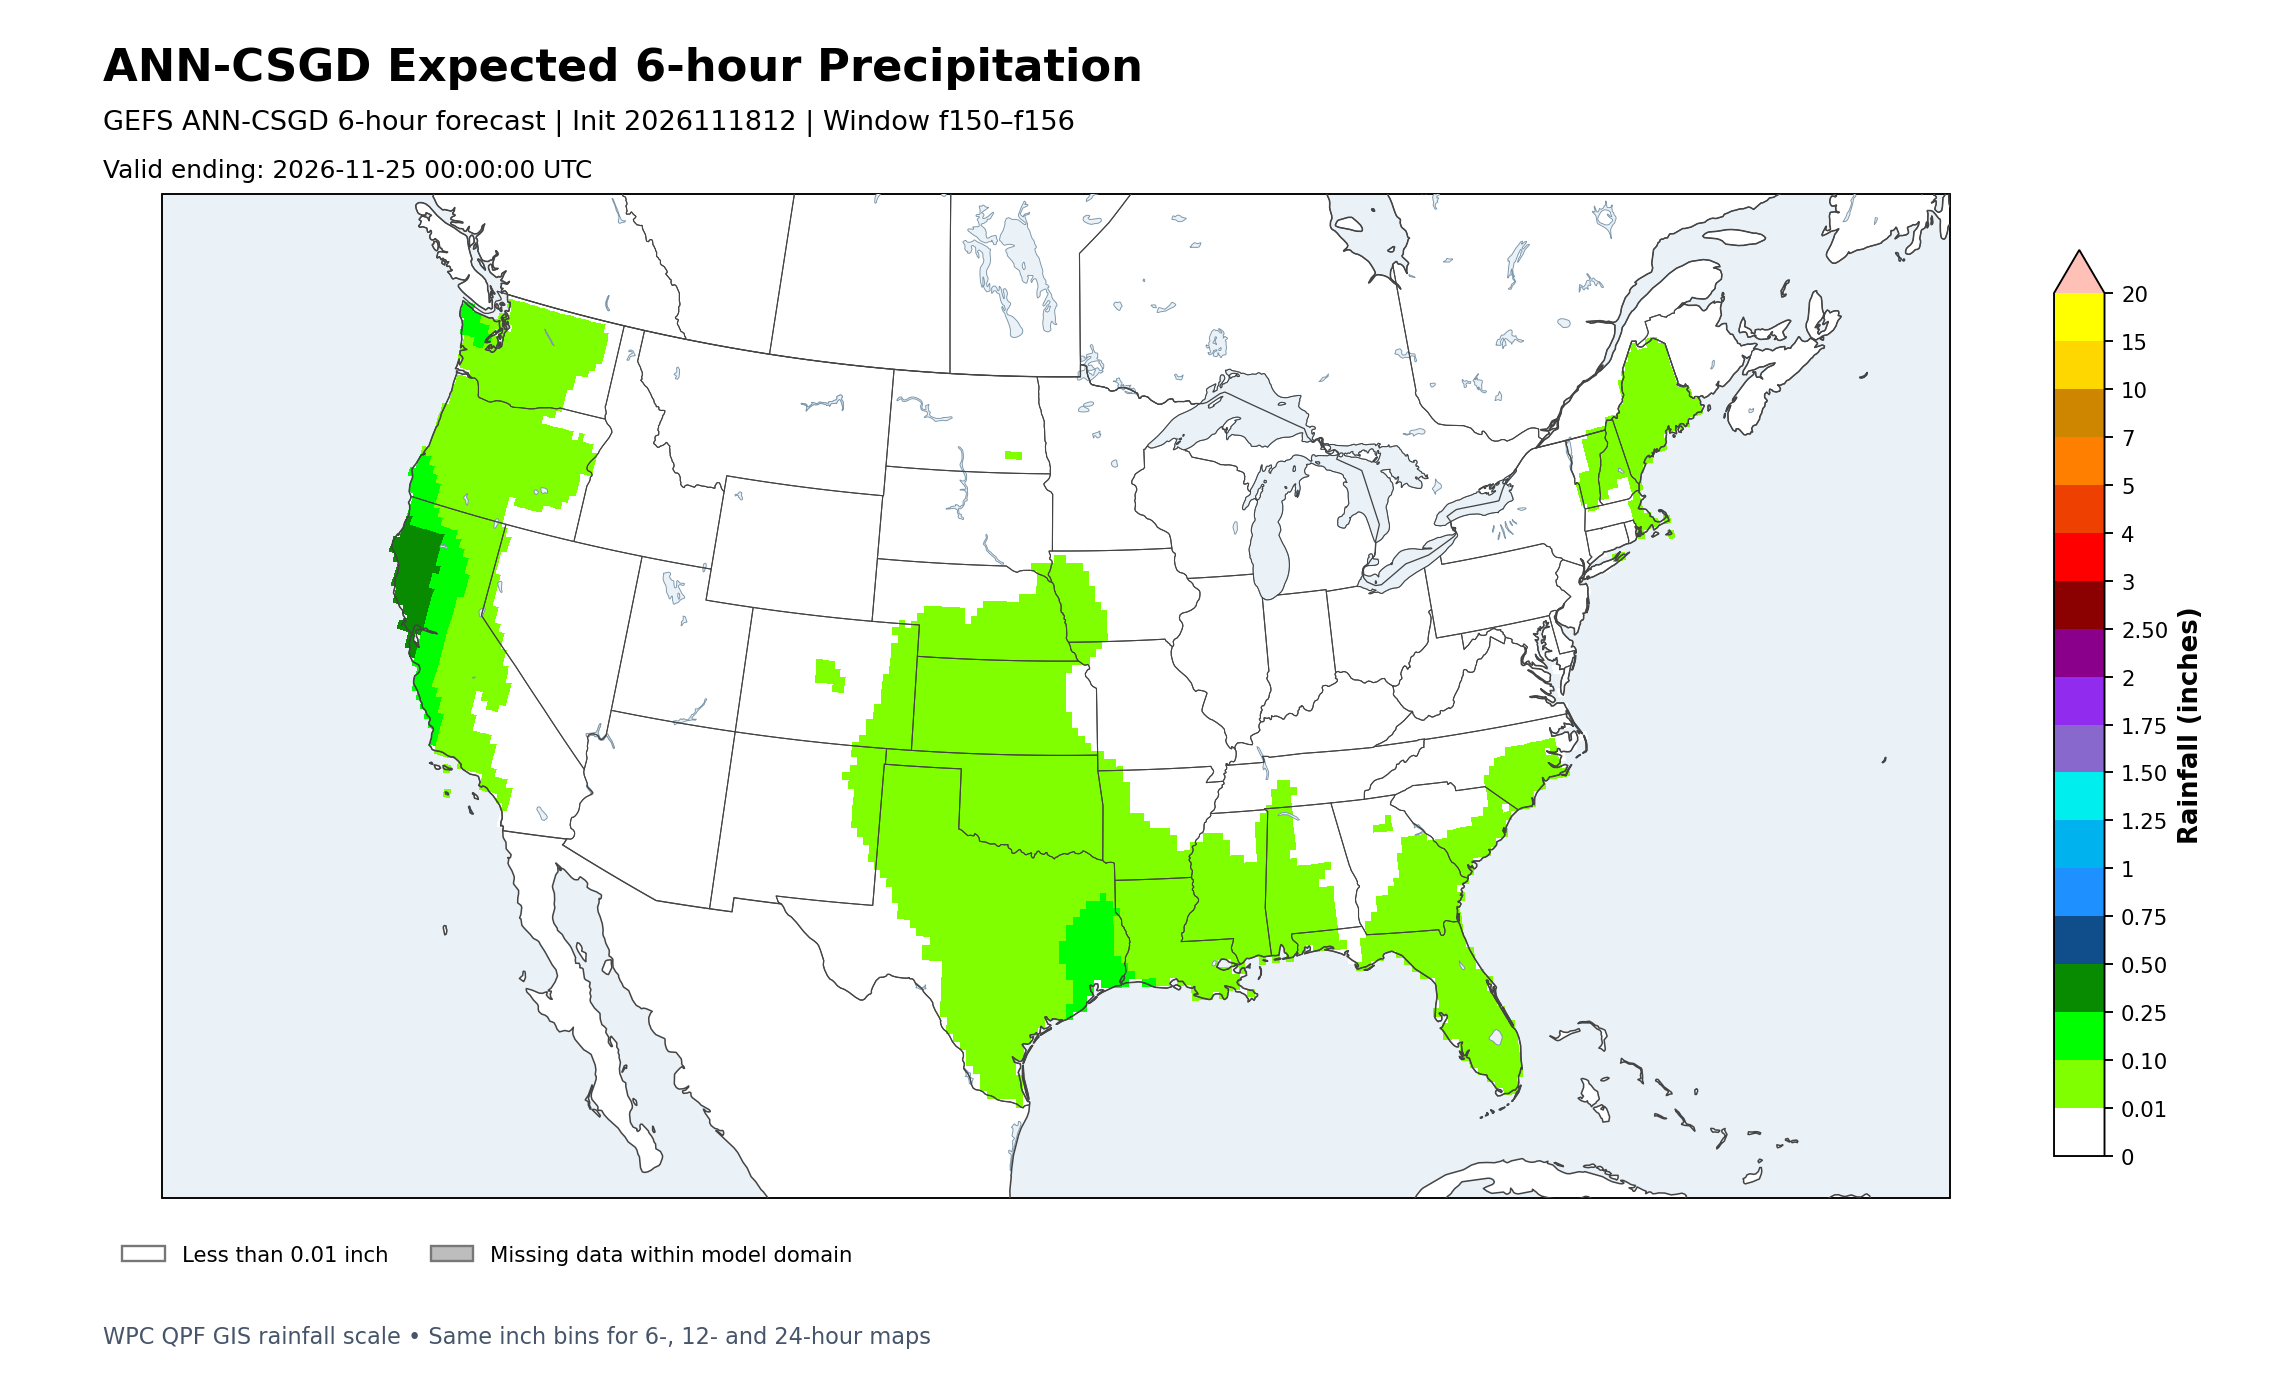 ANN-CSGD Expected 6-hour Precipitation
GEFS ANN-CSGD 6-hour forecast | Init 2026111812 | Window f150–f156
Valid ending: 2026-11-25 00:00:00 UTC
20
15
10
7
5
4
3
2.50
2
1.75
1.50
1.25
1
0.75
0.50
0.25
0.10
0.01
0
Rainfall (inches)
Less than 0.01 inch
Missing data within model domain
WPC QPF GIS rainfall scale • Same inch bins for 6-, 12- and 24-hour maps